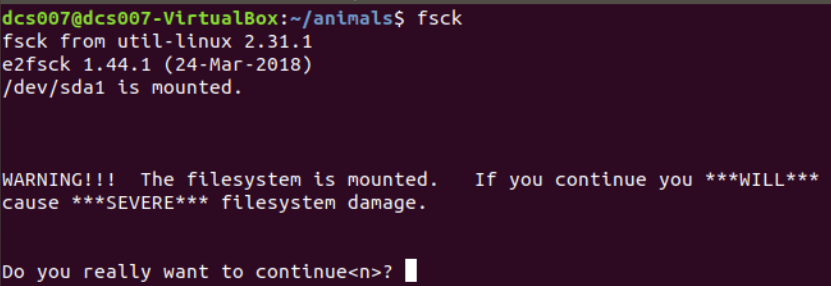 dcs007@dcs007-VirtualBox:~/animals$ fsck
fsck from util-linux 2.31.1
e2fsck 1.44.1 (24-Mar-2018)
/dev/sda1 is mounted.
WARNING!!!  The filesystem is mounted.   If you continue you ***WILL***
cause ***SEVERE*** filesystem damage.
Do you really want to continue<n>?